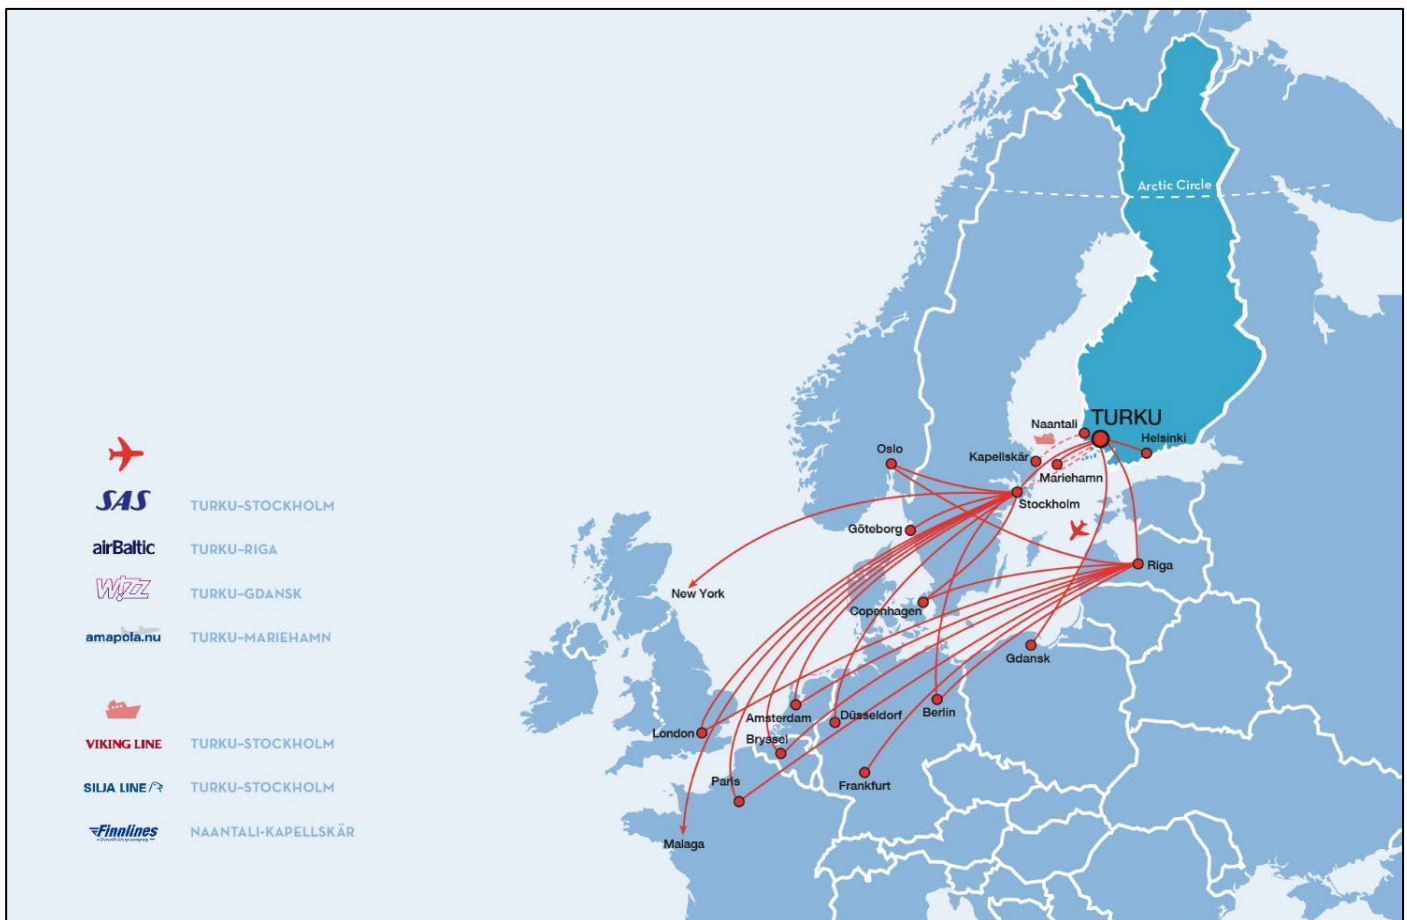 Arctic Circle
TURKU
Naantali
Helsinki
Oslo
Kapellskär
Mariehamn
Stockholm
Göteborg
Riga
New York
Copenhagen
Gdansk
Amsterdam
Düsseldorf
Berlin
London
Bryssel
Paris
Frankfurt
Malaga
SAS TURKU–STOCKHOLM
airBaltic TURKU–RIGA
WIZZ TURKU–GDANSK
amapola.nu TURKU–MARIEHAMN
VIKING LINE TURKU–STOCKHOLM
SILJA LINE TURKU–STOCKHOLM
Finnlines NAANTALI-KAPELLSKÄR